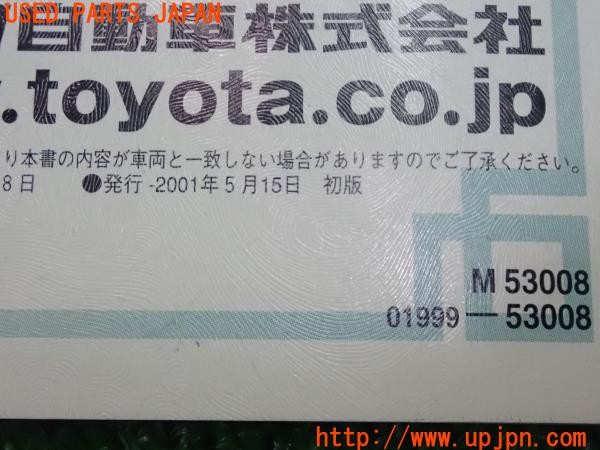 USED PARTS JAPAN
自動車株式会社
.toyota.co.jp
り本書の内容が車両と一致しない場合がありますのでご了承ください。
8日 ●発行-2001年5月15日 初版
M 53008
01999—53008
http://www.upjpn.com/